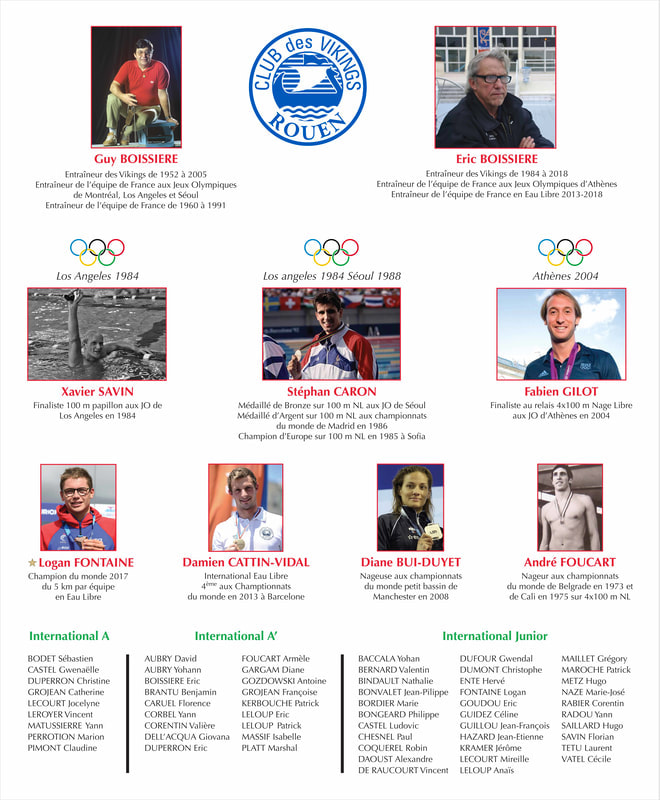 CLUB des VIKINGS
ROUEN
Guy BOISSIERE
Entraîneur des Vikings de 1952 à 2005
Entraîneur de l'équipe de France aux Jeux Olympiques
de Montréal, Los Angeles et Séoul
Entraîneur de l'équipe de France de 1960 à 1991
Eric BOISSIERE
Entraîneur des Vikings de 1984 à 2018
Entraîneur de l'équipe de France aux Jeux Olympiques d'Athènes
Entraîneur de l'équipe de France en Eau Libre 2013-2018
Los Angeles 1984
Xavier SAVIN
Finaliste 100 m papillon aux JO de
Los Angeles en 1984
Los angeles 1984 Séoul 1988
Stéphan CARON
Médaillé de Bronze sur 100 m NL aux JO de Séoul
Médaillé d'Argent sur 100 m NL aux championnats
du monde de Madrid en 1986
Champion d'Europe sur 100 m NL en 1985 à Sofia
Athènes 2004
Fabien GILOT
Finaliste au relais 4x100 m Nage Libre
aux JO d'Athènes en 2004
Logan FONTAINE
Champion du monde 2017
du 5 km par équipe
en Eau Libre
Damien CATTIN-VIDAL
International Eau Libre
4ème aux Championnats
du monde en 2013 à Barcelone
Diane BUI-DUYET
Nageuse aux championnats
du monde petit bassin de
Manchester en 2008
André FOUCART
Nageur aux championnats
du monde de Belgrade en 1973 et
de Cali en 1975 sur 4x100 m NL
International A
BODET Sébastien
CASTEL Gwenaëlle
DUPERRON Christine
GROJEAN Catherine
LECOURT Jocelyne
LEROYER Vincent
MATUSSIERRE Yann
PERROTION Marion
PIMONT Claudine
International A'
AUBRY David
AUBRY Yohann
BOISSIERE Eric
BRANTU Benjamin
CARUEL Florence
CORBEL Yann
CORENTIN Valière
DELL'ACQUA Giovana
DUPERRON Eric
FOUCART Armèle
GARGAM Diane
GOZDOWSKI Antoine
GROJEAN Françoise
KERBOUCHE Patrick
LELOUP Eric
LELOUP Patrick
MASSIF Isabelle
PLATT Marshal
International Junior
BACCALA Yohan
BERNARD Valentin
BINDAULT Nathalie
BONVALET Jean-Pilippe
BORDIER Marie
BONGEARD Philippe
CASTEL Ludovic
CHESNEL Paul
COQUEREL Robin
DAOUST Alexandre
DE RAUCOURT Vincent
DUFOUR Gwendal
DUMONT Christophe
ENTE Hervé
FONTAINE Logan
GOUDOU Eric
GUIDEZ Céline
GUILLOU Jean-François
HAZARD Jean-Etienne
KRAMER Jérôme
LECOURT Mireille
LELOUP Anaïs
MAILLET Grégory
MAROCHE Patrick
METZ Hugo
NAZE Marie-José
RABIER Corentin
RADOU Yann
SAILLARD Hugo
SAVIN Florian
TETU Laurent
VATEL Cécile